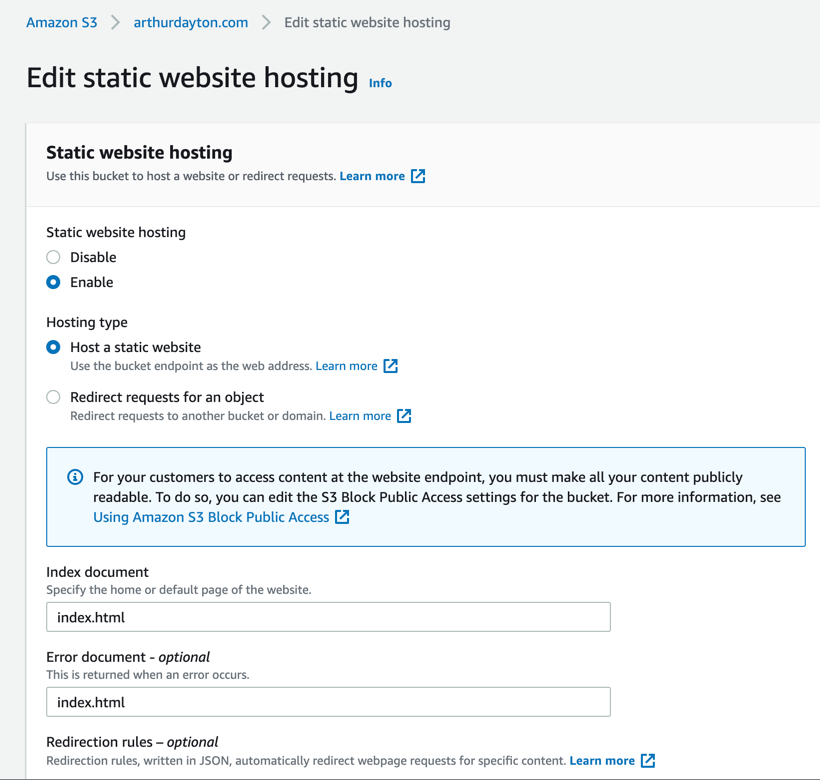 Amazon S3 > arthurdayton.com > Edit static website hosting
Edit static website hosting Info
Static website hosting
Use this bucket to host a website or redirect requests. Learn more
Static website hosting
Disable
Enable
Hosting type
Host a static website
Use the bucket endpoint as the web address. Learn more
Redirect requests for an object
Redirect requests to another bucket or domain. Learn more
For your customers to access content at the website endpoint, you must make all your content publicly
readable. To do so, you can edit the S3 Block Public Access settings for the bucket. For more information, see
Using Amazon S3 Block Public Access
Index document
Specify the home or default page of the website.
index.html
Error document - optional
This is returned when an error occurs.
index.html
Redirection rules – optional
Redirection rules, written in JSON, automatically redirect webpage requests for specific content. Learn more